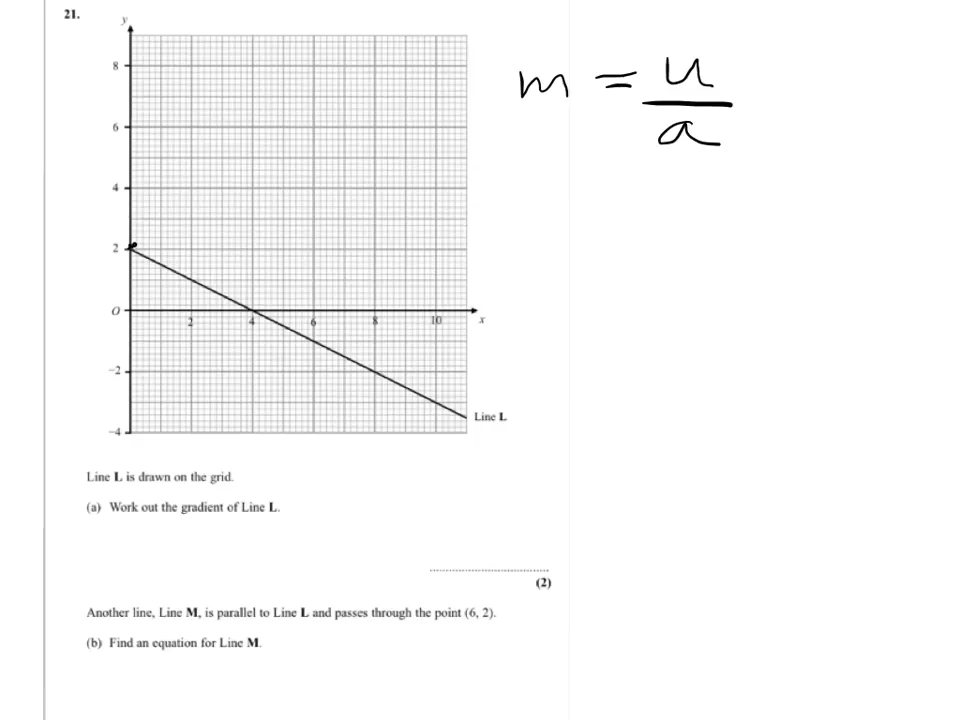 21.
y
8
6
4
2
O
2
4
6
8
10
x
-2
-4
Line L
m = u
a
Line L is drawn on the grid.
(a) Work out the gradient of Line L.
(2)
Another line, Line M, is parallel to Line L and passes through the point (6, 2).
(b) Find an equation for Line M.